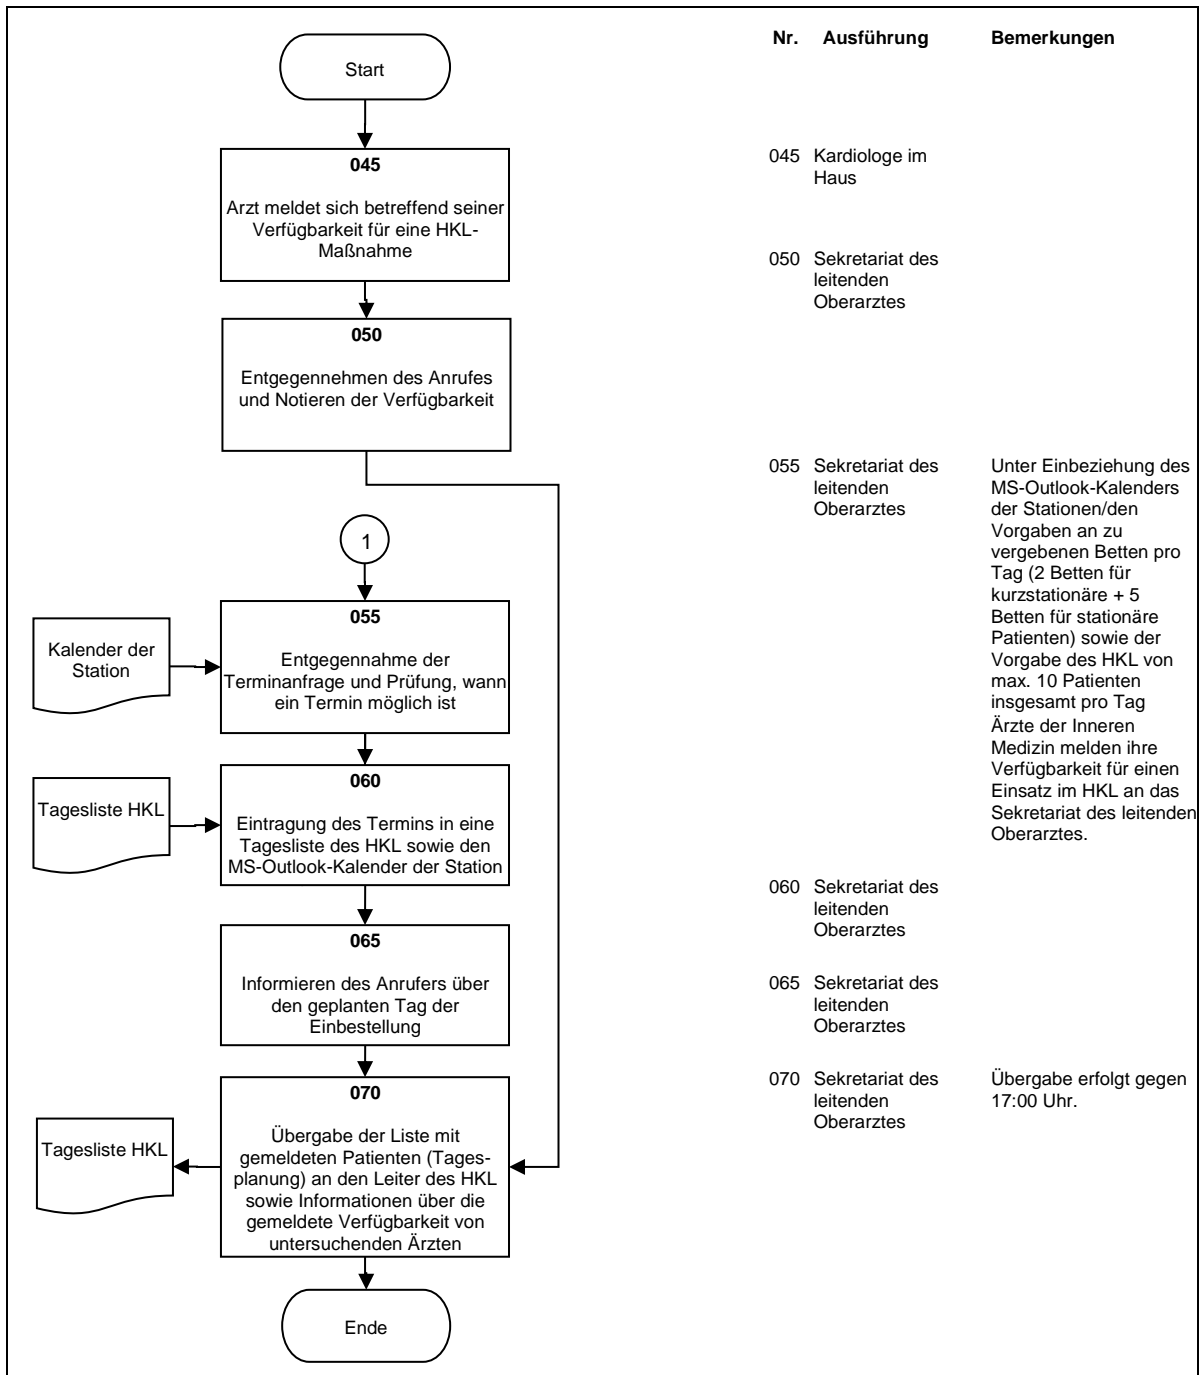 Start
045
Arzt meldet sich betreffend seiner
Verfügbarkeit für eine HKL-
Maßnahme
050
Entgegennehmen des Anrufes
und Notieren der Verfügbarkeit
1
Kalender der
Station
055
Entgegennahme der
Terminanfrage und Prüfung, wann
ein Termin möglich ist
Tagesliste HKL
060
Eintragung des Termins in eine
Tagesliste des HKL sowie den
MS-Outlook-Kalender der Station
065
Informieren des Anrufers über
den geplanten Tag der
Einbestellung
Tagesliste HKL
070
Übergabe der Liste mit
gemeldeten Patienten (Tages-
planung) an den Leiter des HKL
sowie Informationen über die
gemeldete Verfügbarkeit von
untersuchenden Ärzten
Ende
Nr. Ausführung Bemerkungen
045 Kardiologe im
Haus
050 Sekretariat des
leitenden
Oberarztes
055 Sekretariat des
leitenden
Oberarztes
Unter Einbeziehung des
MS-Outlook-Kalenders
der Stationen/den
Vorgaben an zu
vergebenen Betten pro
Tag (2 Betten für
kurzstationäre + 5
Betten für stationäre
Patienten) sowie der
Vorgabe des HKL von
max. 10 Patienten
insgesamt pro Tag
Ärzte der Inneren
Medizin melden ihre
Verfügbarkeit für einen
Einsatz im HKL an das
Sekretariat des leitenden
Oberarztes.
060 Sekretariat des
leitenden
Oberarztes
065 Sekretariat des
leitenden
Oberarztes
070 Sekretariat des
leitenden
Oberarztes
Übergabe erfolgt gegen
17:00 Uhr.